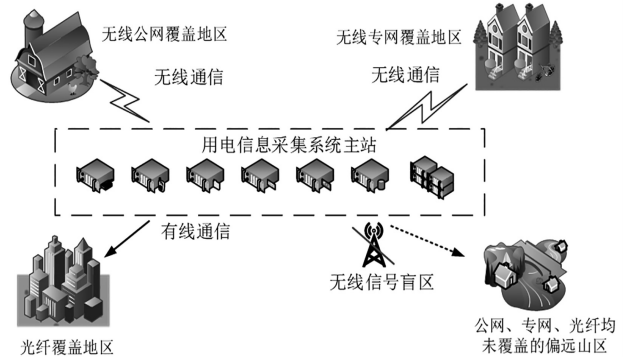 无线公网覆盖地区
无线专网覆盖地区
无线通信
无线通信
用电信息采集系统主站
有线通信
无线信号盲区
光纤覆盖地区
公网、专网、光纤均
未覆盖的偏远山区